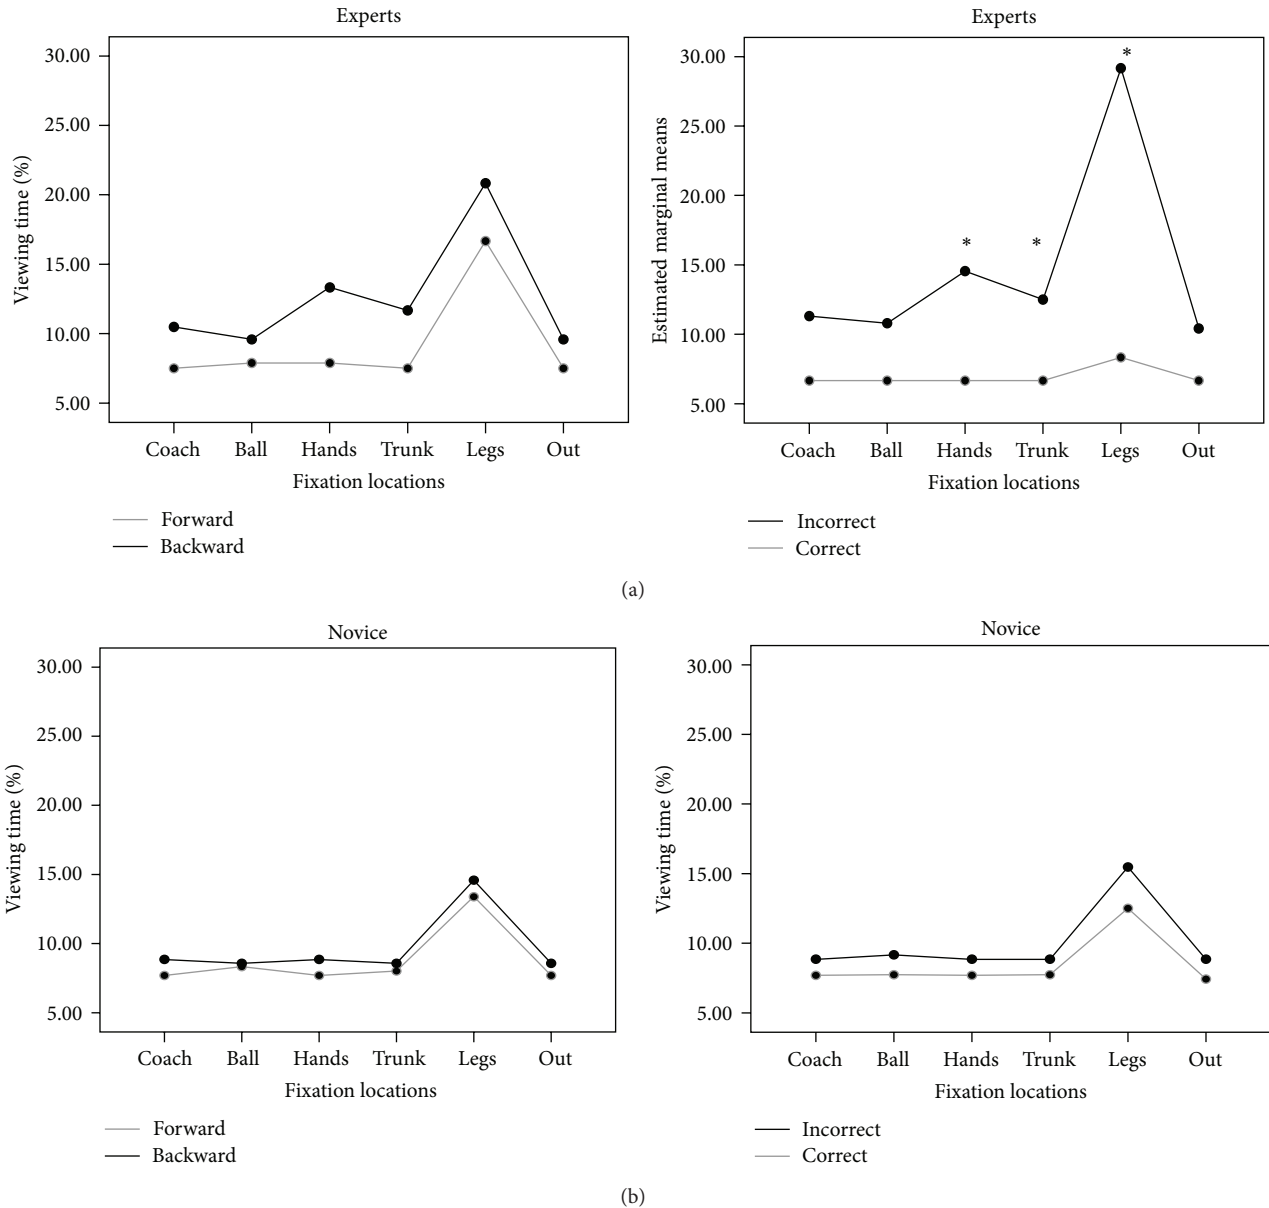 Experts
30.00
25.00
20.00
15.00
10.00
5.00
Viewing time (%)
Coach Ball Hands Trunk Legs Out
Fixation locations
Forward
Backward
Experts
30.00
25.00
20.00
15.00
10.00
5.00
Estimated marginal means
*
*
*
Coach Ball Hands Trunk Legs Out
Fixation locations
Incorrect
Correct
(a)
Novice
30.00
25.00
20.00
15.00
10.00
5.00
Viewing time (%)
Coach Ball Hands Trunk Legs Out
Fixation locations
Forward
Backward
Novice
30.00
25.00
20.00
15.00
10.00
5.00
Viewing time (%)
Coach Ball Hands Trunk Legs Out
Fixation locations
Incorrect
Correct
(b)